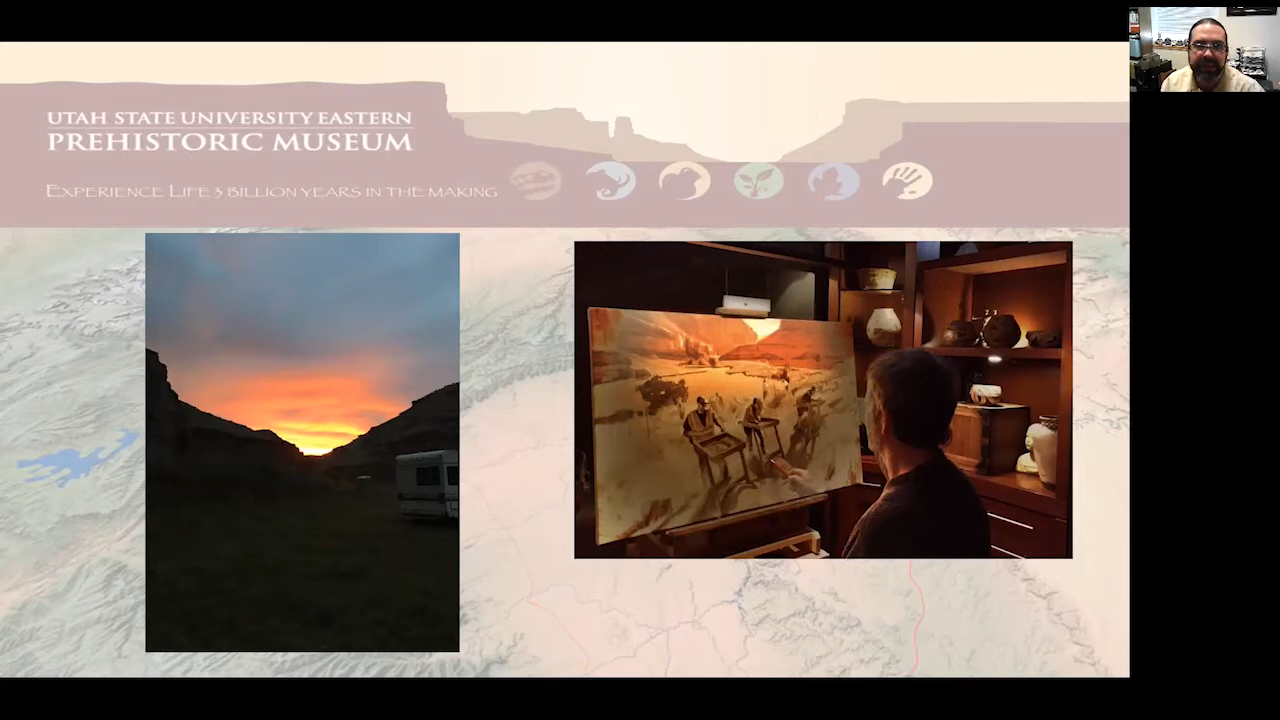 UTAH STATE UNIVERSITY EASTERN
PREHISTORIC MUSEUM
EXPERIENCE LIFE 3 BILLION YEARS IN THE MAKING